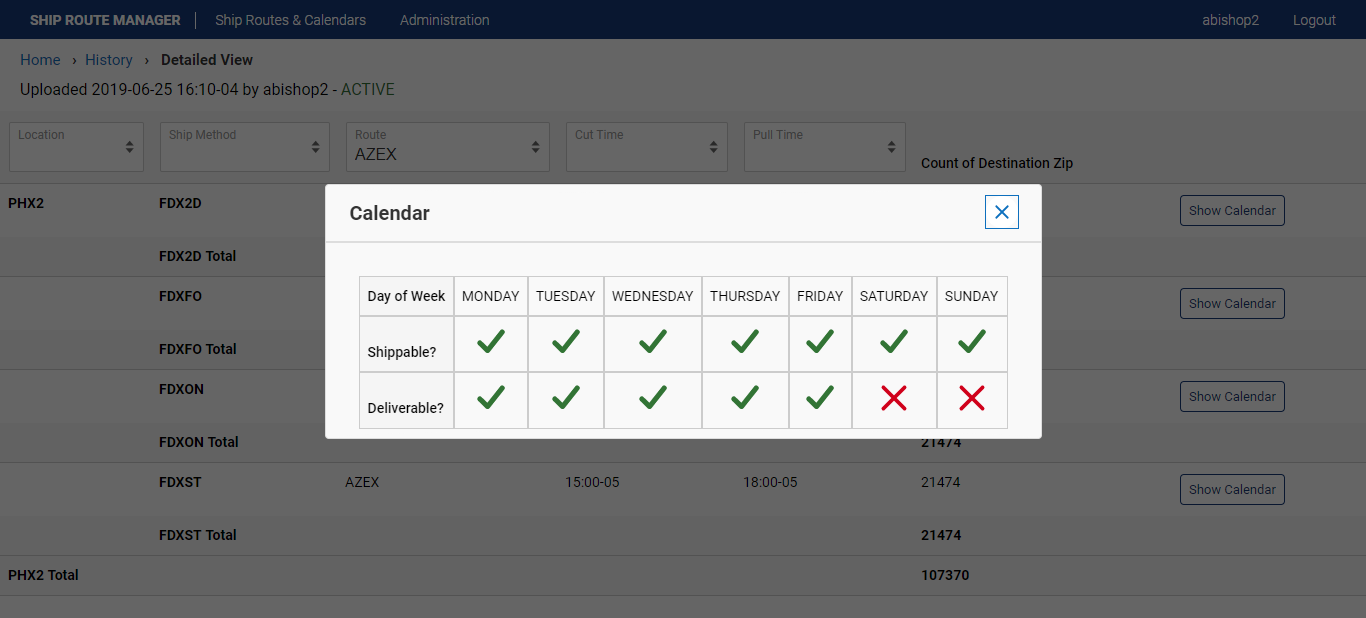 SHIP ROUTE MANAGER Ship Routes & Calendars Administration abishop2 Logout
Home › History › Detailed View
Uploaded 2019-06-25 16:10-04 by abishop2 - ACTIVE
Location Ship Method Route Cut Time Pull Time
AZEX
Count of Destination Zip
PHX2 FDX2D Show Calendar
Calendar
FDX2D Total
Day of Week MONDAY TUESDAY WEDNESDAY THURSDAY FRIDAY SATURDAY SUNDAY
FDXFO Show Calendar
Shippable?
FDXFO Total
FDXON Show Calendar
Deliverable?
FDXON Total 21474
FDXST AZEX 15:00-05 18:00-05 21474 Show Calendar
FDXST Total 21474
PHX2 Total 107370